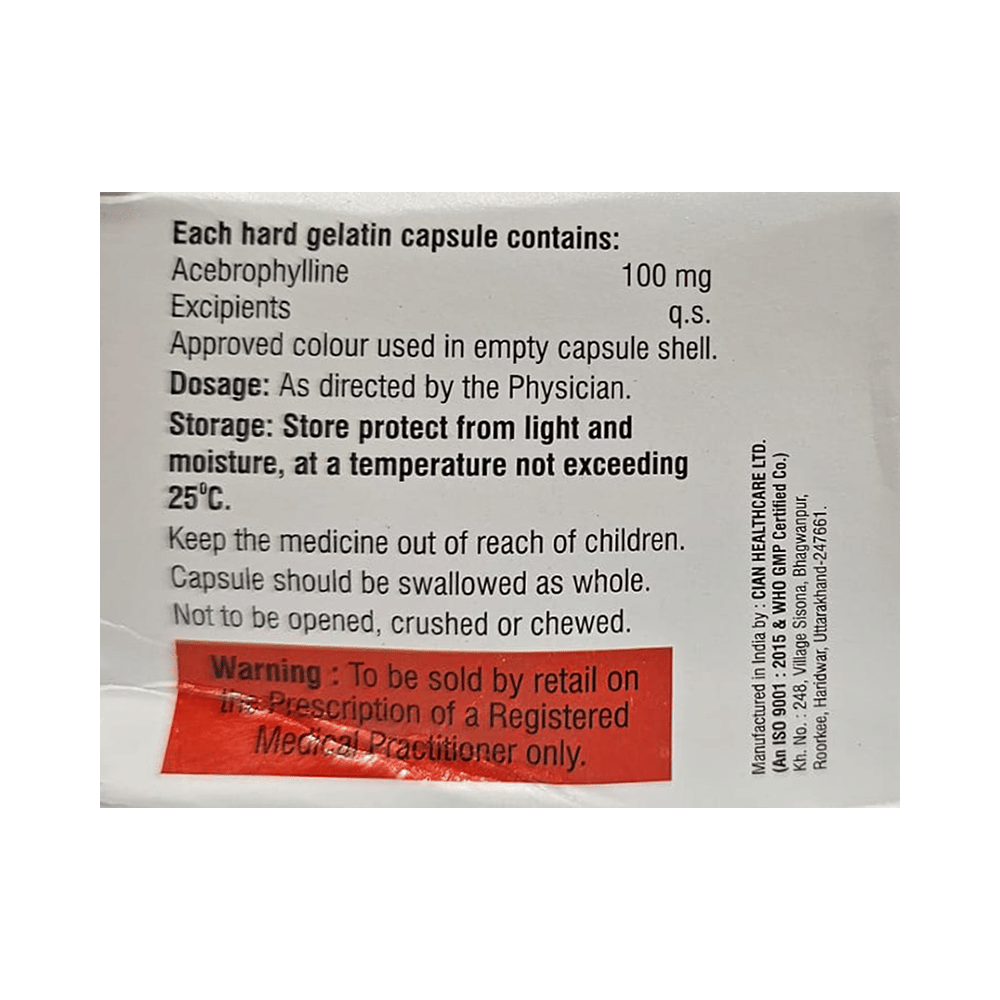 Each hard gelatin capsule contains:
Acebrophylline 100 mg
Excipients q.s.
Approved colour used in empty capsule shell.
Dosage: As directed by the Physician.
Storage: Store protect from light and
moisture, at a temperature not exceeding
25⁰C.
Keep the medicine out of reach of children.
Capsule should be swallowed as whole.
Not to be opened, crushed or chewed.
Warning : To be sold by retail on
the Prescription of a Registered
Medical Practitioner only.
Manufactured in India by : CIAN HEALTHCARE LTD.
(An ISO 9001 : 2015 & WHO GMP Certified Co.)
Kh. No. : 248, Village Sisona, Bhagwanpur,
Roorkee, Haridwar, Uttarakhand-247661.